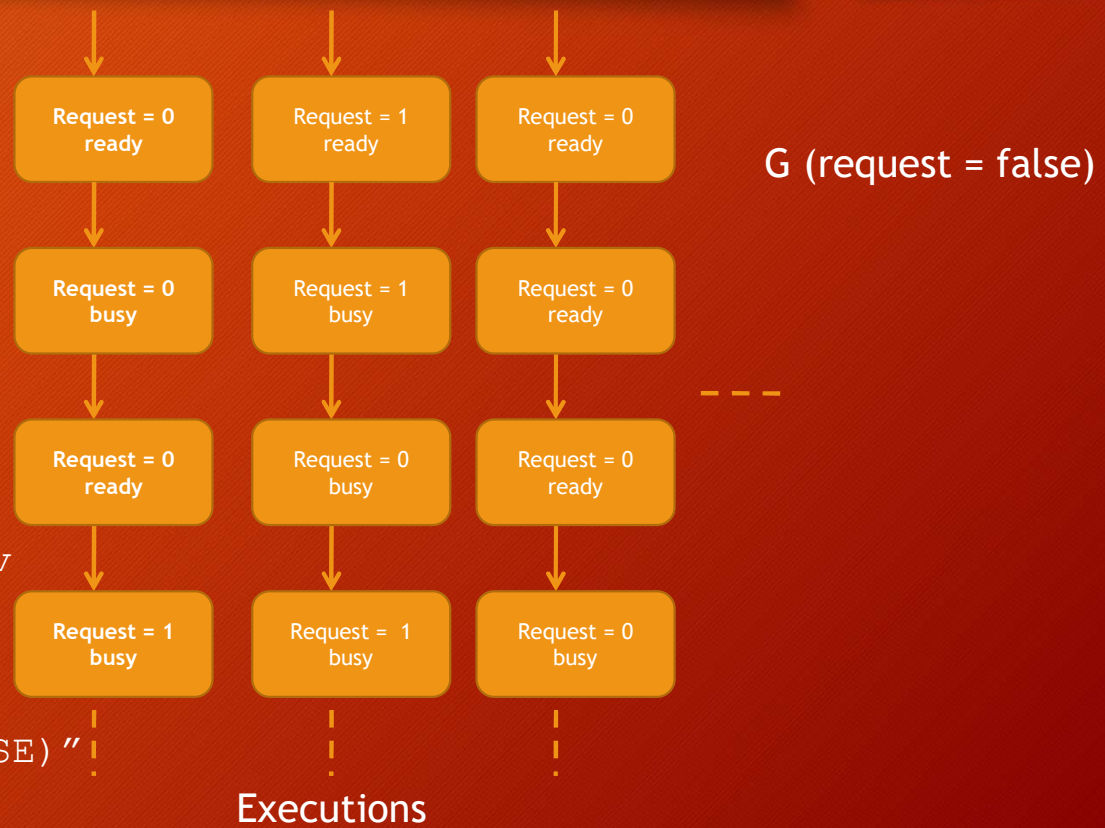 Request = 0
ready
Request = 1
ready
Request = 0
ready
G (request = false)
Request = 0
busy
Request = 1
busy
Request = 0
ready
Request = 0
ready
Request = 0
busy
Request = 0
ready
Request = 1
busy
Request =  1
busy
Request = 0
busy
SE)"
Executions